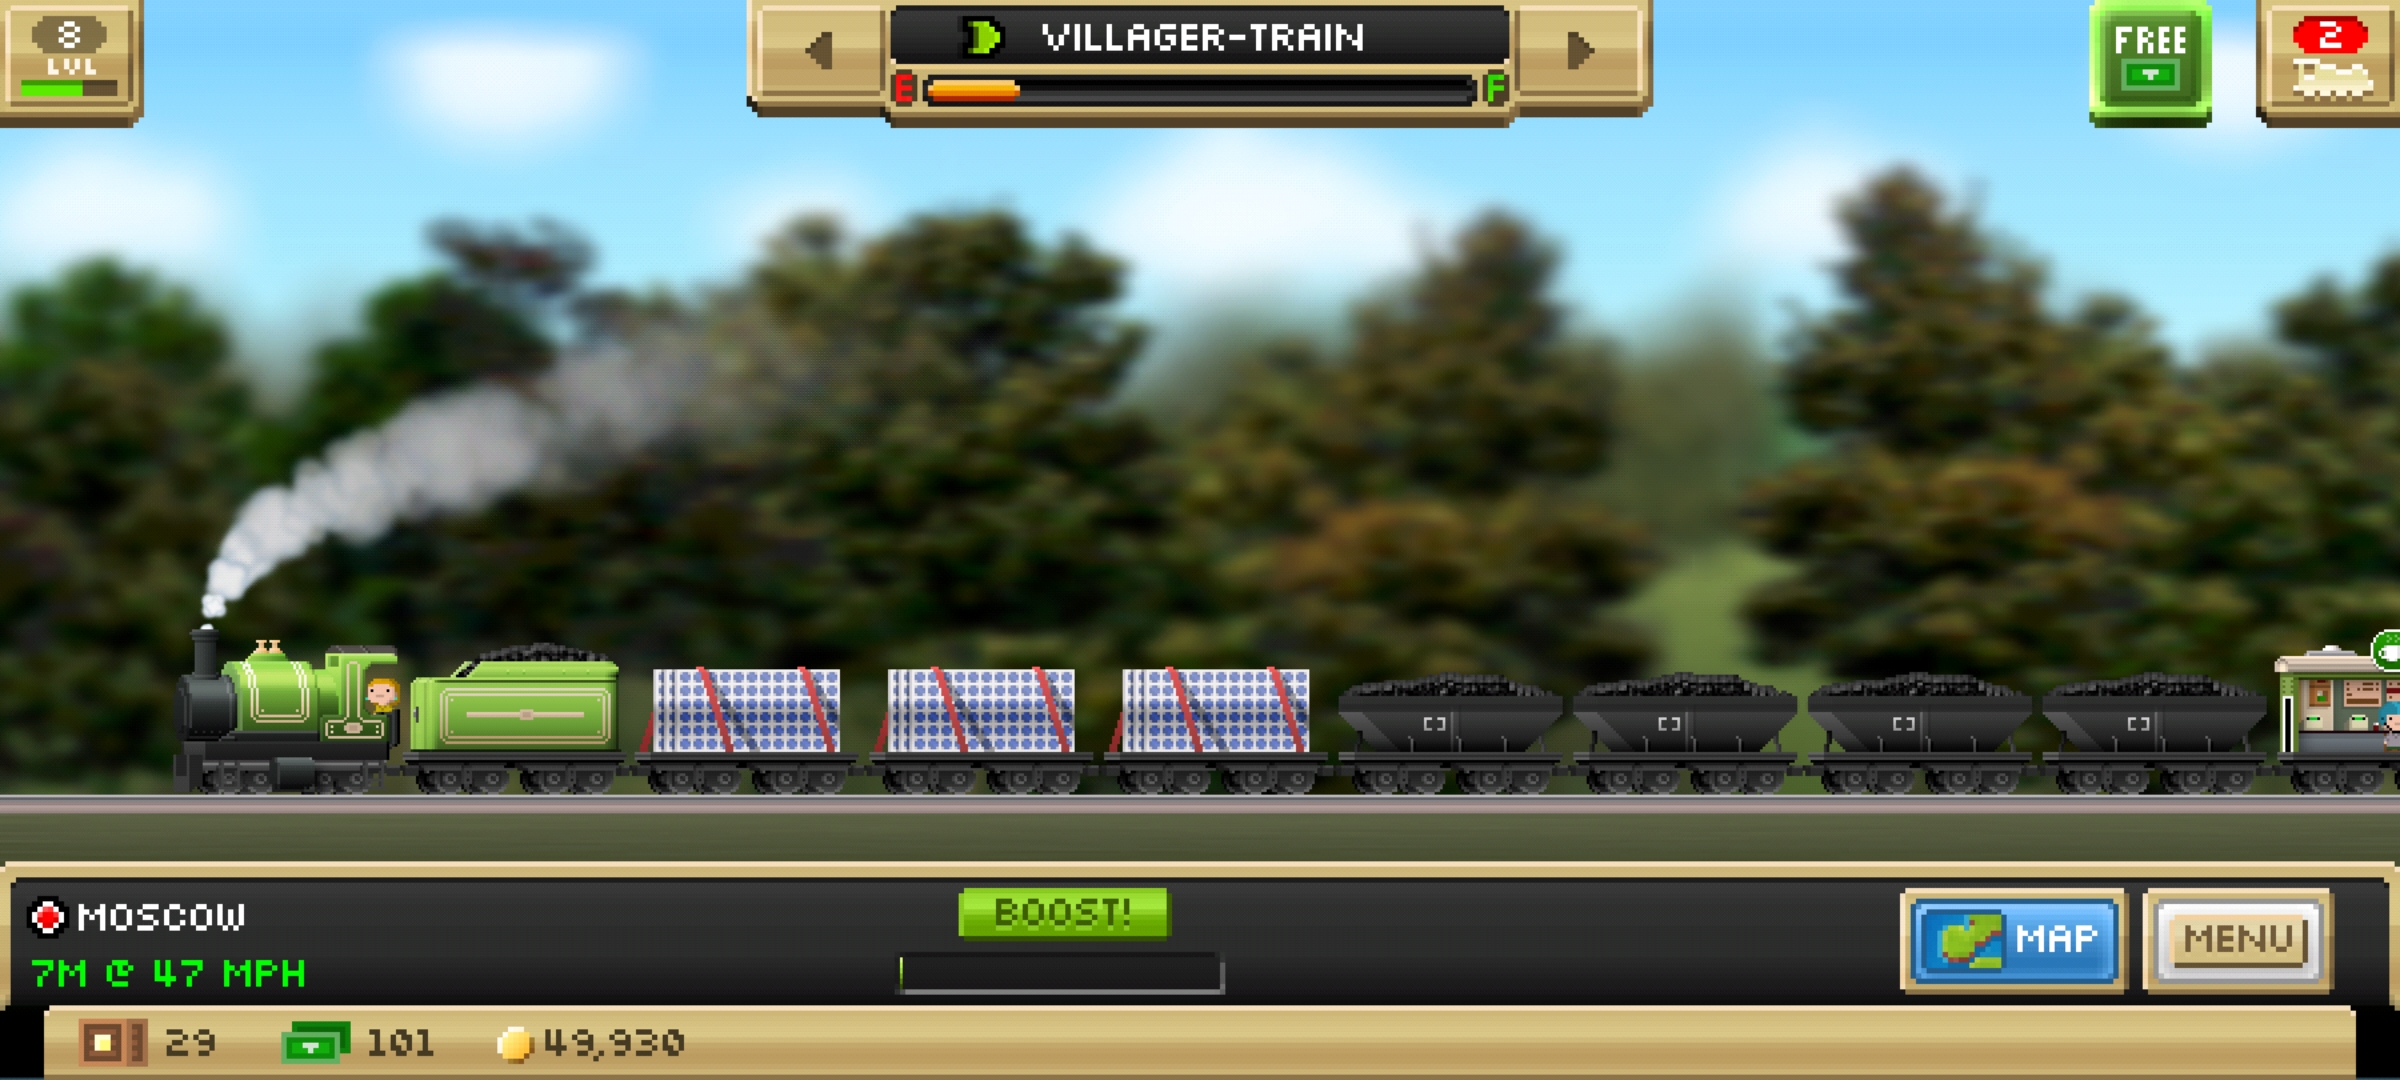 8
LVL
VILLAGER-TRAIN
E F
FREE
2
MOSCOW
7M @ 47 MPH
BOOST!
MAP
MENU
29 101 49,930